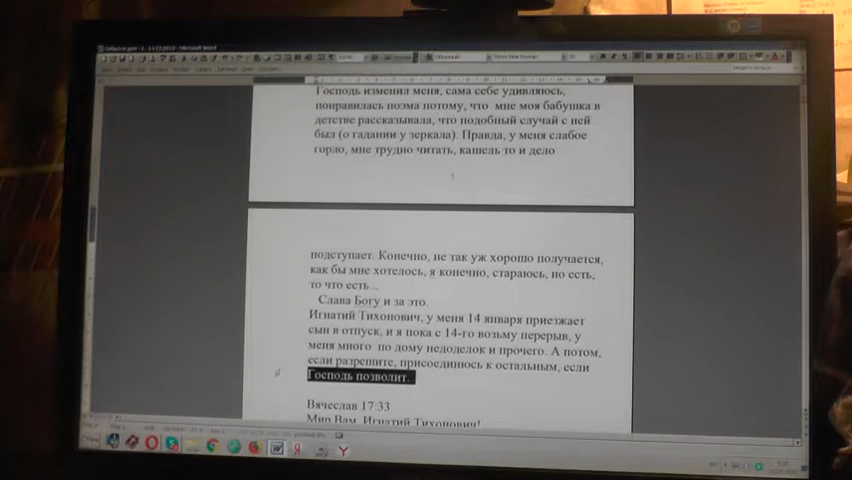 Господь изменил меня, сама себе удивляюсь,
понравилась поэма потому, что мне моя бабушка в
детстве рассказывала, что подобный случай с ней
был (о гадании у зеркала). Правда, у меня слабое
горло, мне трудно читать, кашель то и дело
подступает. Конечно, не так уж хорошо получается,
как бы мне хотелось, я конечно, стараюсь, но есть,
то что есть...
Слава Богу и за это.
Игнатий Тихонович, у меня 14 января приезжает
сын в отпуск, и я пока с 14-го возьму перерыв, у
меня много по дому недоделок и прочего. А потом,
если разрешите, присоединюсь к остальным, если
Господь позволит.
Вячеслав 17:33
Мир Вам, Игнатий Тихонович!